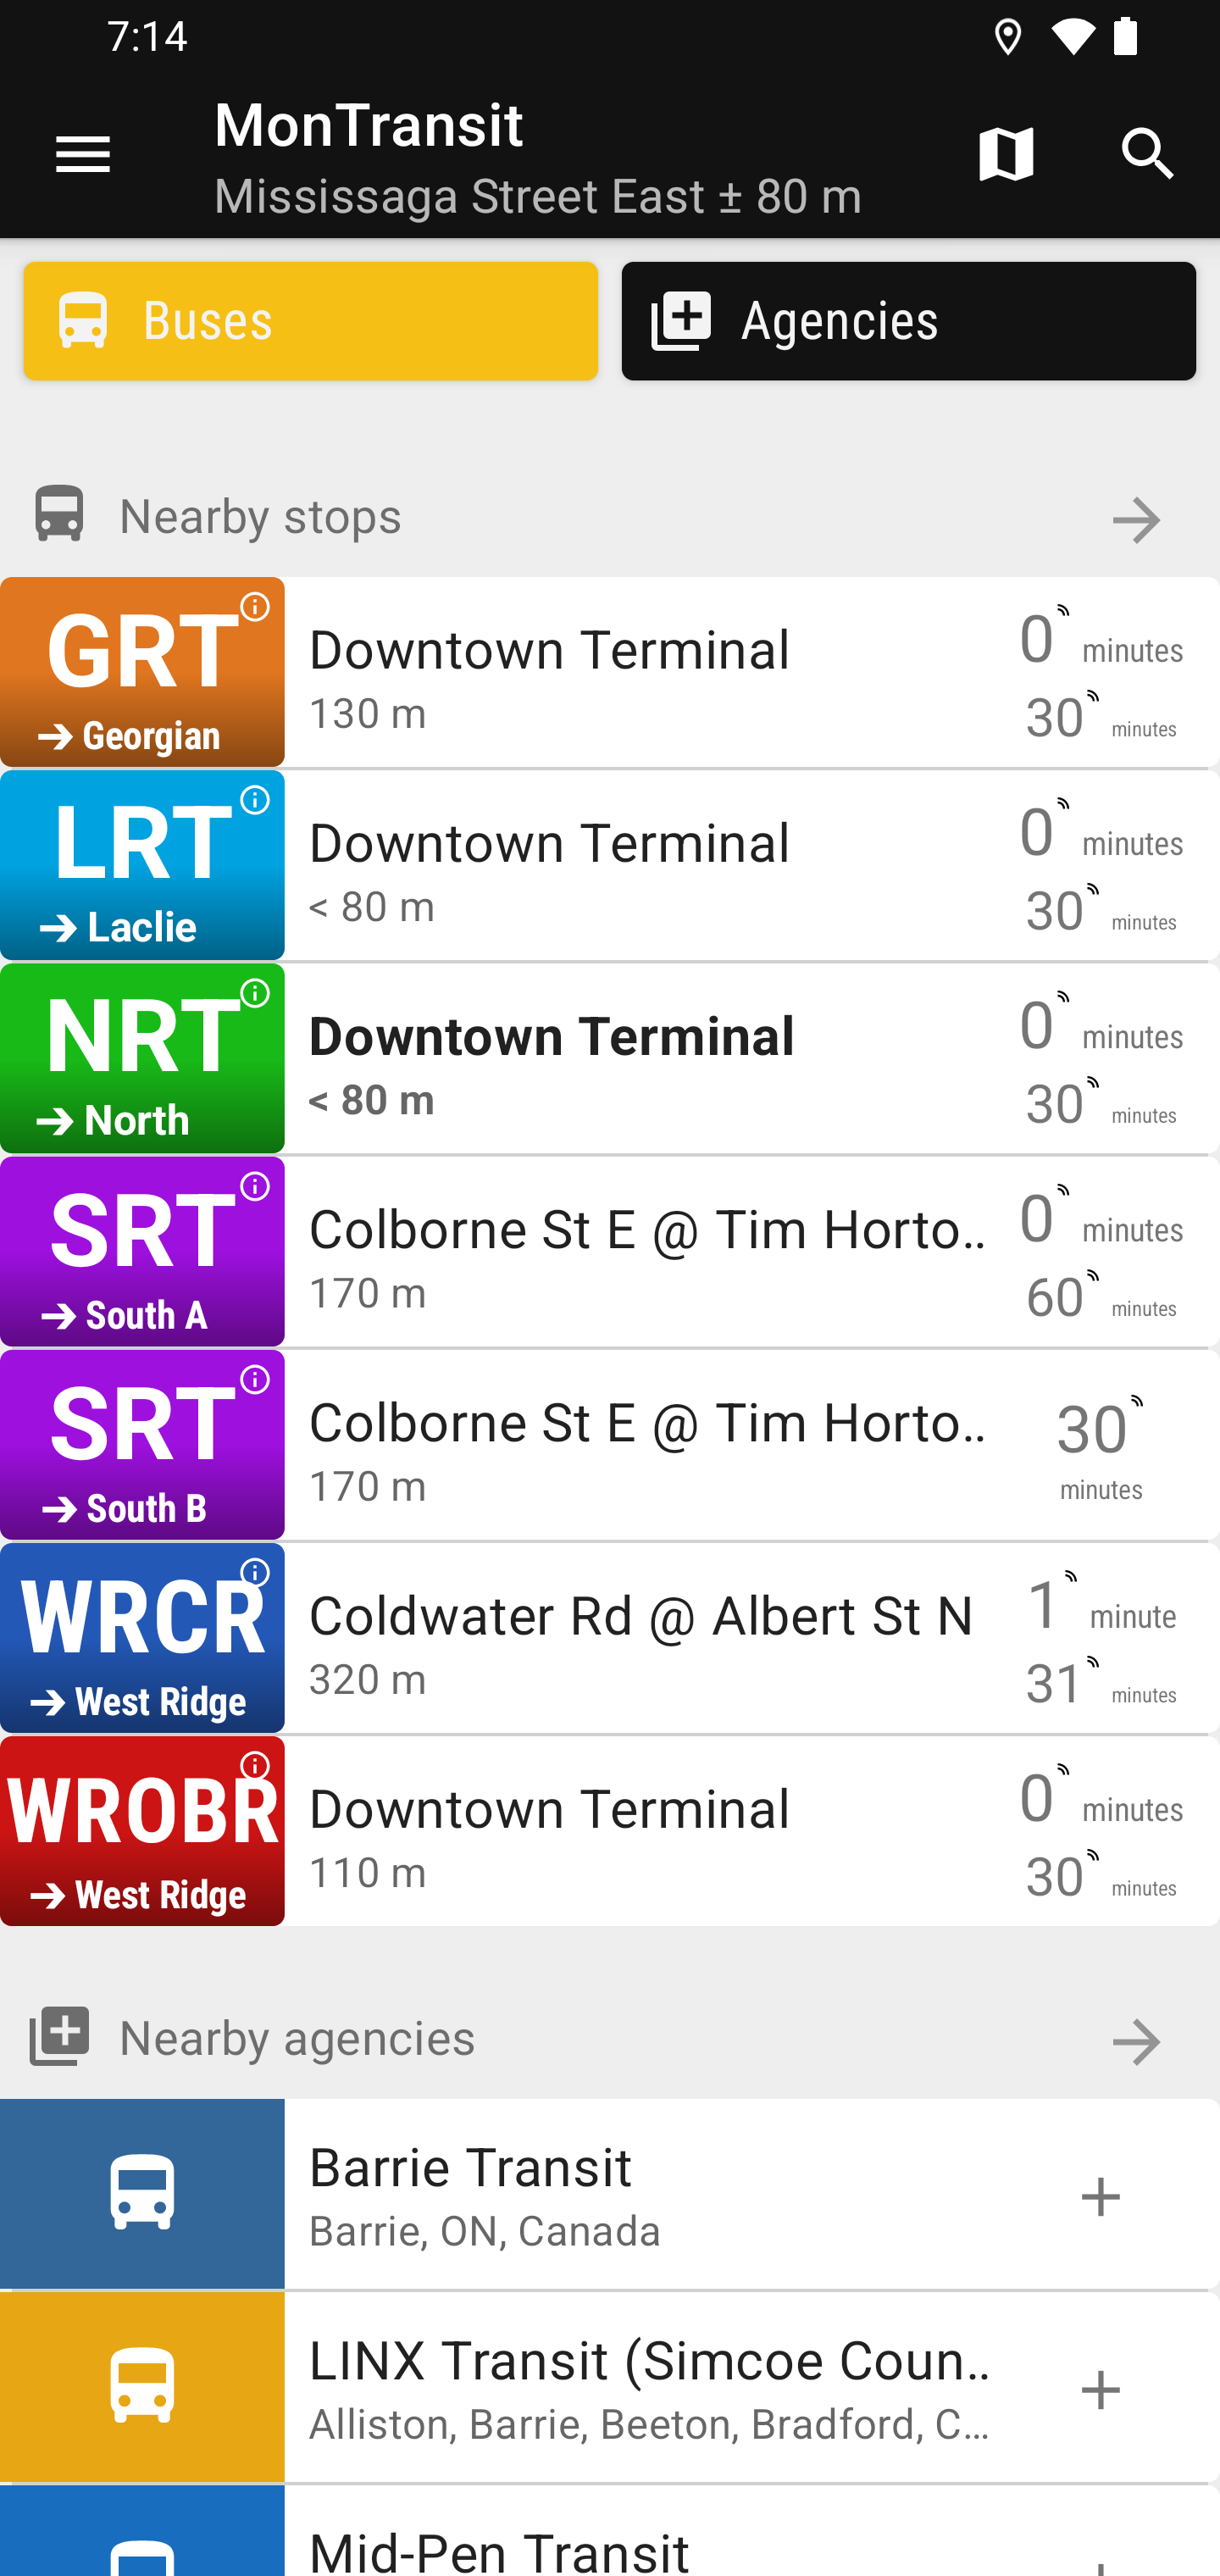 7:14
MonTransit
Mississaga Street East ± 80 m
Buses
Agencies
Nearby stops
GRT
→ Georgian
Downtown Terminal
130 m
0 minutes
30 minutes
LRT
→ Laclie
Downtown Terminal
< 80 m
0 minutes
30 minutes
NRT
→ North
Downtown Terminal
< 80 m
0 minutes
30 minutes
SRT
→ South A
Colborne St E @ Tim Horto..
170 m
0 minutes
60 minutes
SRT
→ South B
Colborne St E @ Tim Horto..
170 m
30
minutes
WRCR
→ West Ridge
Coldwater Rd @ Albert St N
320 m
1 minute
31 minutes
WROBR
→ West Ridge
Downtown Terminal
110 m
0 minutes
30 minutes
Nearby agencies
Barrie Transit
Barrie, ON, Canada
LINX Transit (Simcoe Coun..
Alliston, Barrie, Beeton, Bradford, C...
Mid-Pen Transit